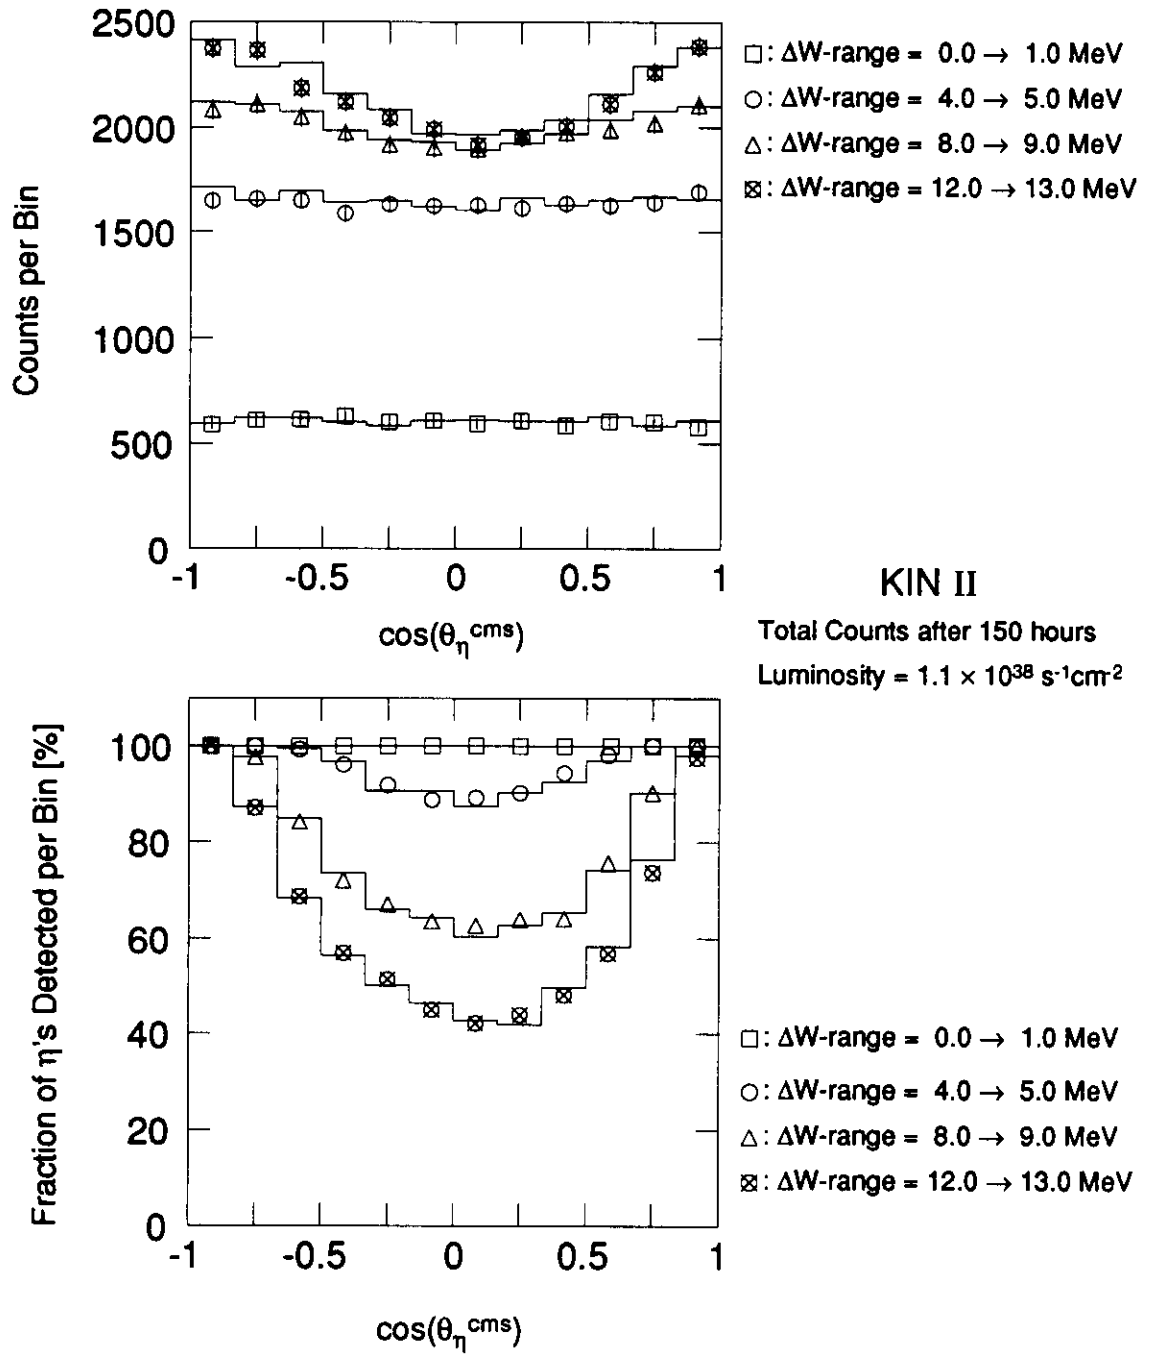 2500
2000
1500
1000
500
0
Counts per Bin
-1 -0.5 0 0.5 1
cos(θη^cms)
□: ΔW-range = 0.0 → 1.0 MeV
○: ΔW-range = 4.0 → 5.0 MeV
△: ΔW-range = 8.0 → 9.0 MeV
⊗: ΔW-range = 12.0 → 13.0 MeV
KIN II
Total Counts after 150 hours
Luminosity = 1.1 × 10³⁸ s⁻¹cm⁻²
100
80
60
40
20
0
Fraction of η's Detected per Bin [%]
-1 -0.5 0 0.5 1
cos(θη^cms)
□: ΔW-range = 0.0 → 1.0 MeV
○: ΔW-range = 4.0 → 5.0 MeV
△: ΔW-range = 8.0 → 9.0 MeV
⊗: ΔW-range = 12.0 → 13.0 MeV